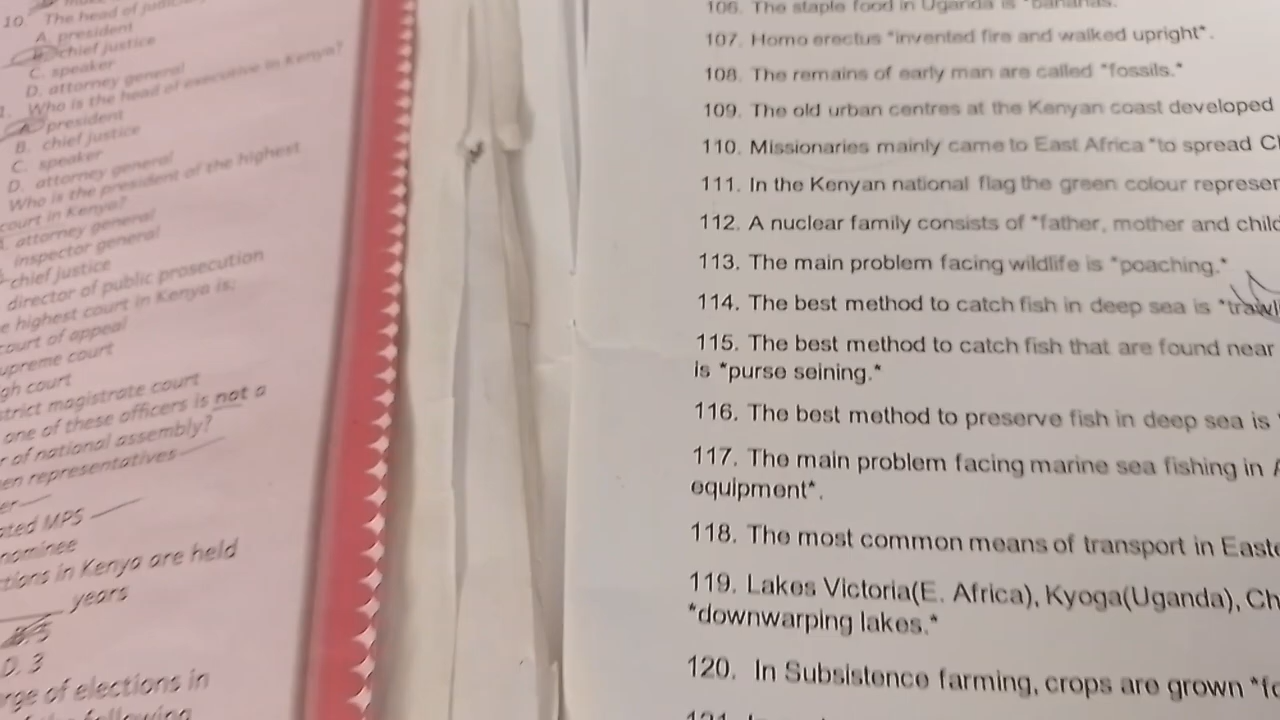 10. The head of
A. president
B. chief justice
C. speaker
D. attorney general
Who is the head of executive in Kenya?
A. president
B. chief justice
C. speaker
D. attorney general
Who is the president of the highest
court in Kenya?
attorney general
inspector general
chief justice
director of public prosecution
highest court in Kenya is;
court of appeal
upreme court
gh court
strict magistrate court
one of these officers is not a
r of national assembly?
en representatives
er
ated MPS
nominee
tions in Kenya are held
____ years
D. 3
rge of elections in
106. The staple food in Uganda is *bananas.
107. Homo erectus *invented fire and walked upright*.
108. The remains of early man are called *fossils.*
109. The old urban centres at the Kenyan coast developed
110. Missionaries mainly came to East Africa *to spread C
111. In the Kenyan national flag the green colour represen
112. A nuclear family consists of *father, mother and child
113. The main problem facing wildlife is *poaching.*
114. The best method to catch fish in deep sea is *trawl
115. The best method to catch fish that are found near
is *purse seining.*
116. The best method to preserve fish in deep sea is
117. The main problem facing marine sea fishing in
equipment*.
118. The most common means of transport in Easte
119. Lakes Victoria(E. Africa), Kyoga(Uganda), Ch
*downwarping lakes.*
120. In Subsistence farming, crops are grown *fo